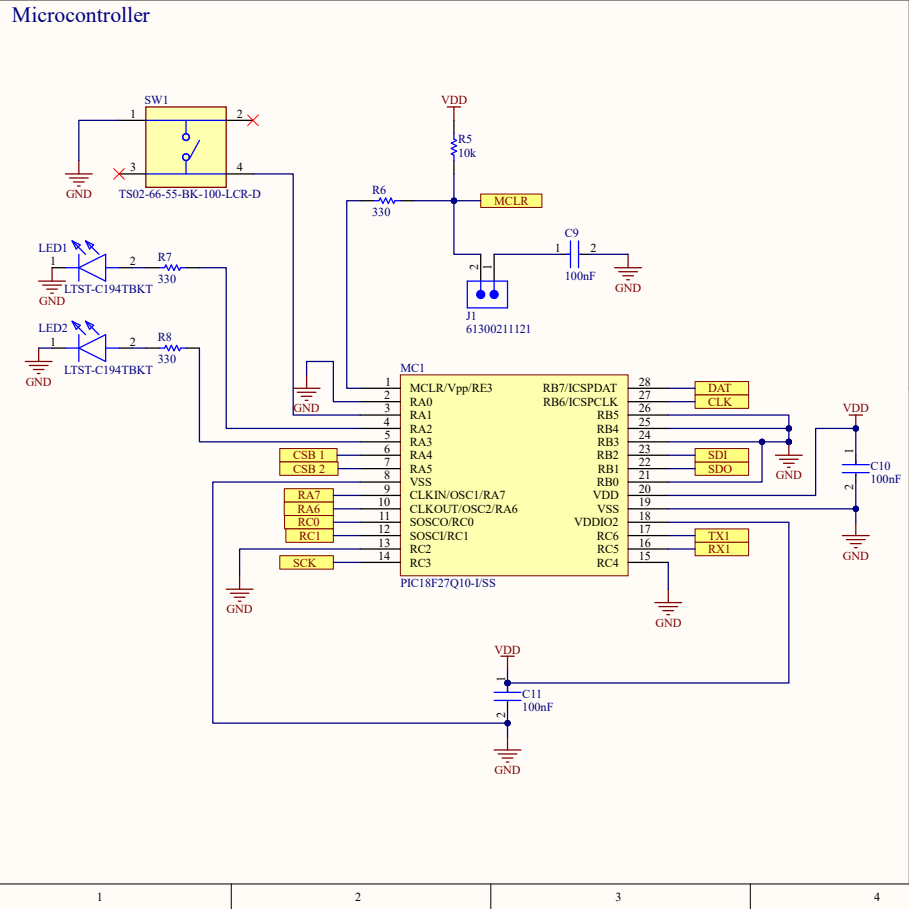 Microcontroller
SW1
1 2
3 4
TS02-66-55-BK-100-LCR-D
GND
VDD
R5
10k
R6
330
MCLR
C9
1 2
100nF
GND
2 1
J1
61300211121
LED1
1 2
LTST-C194TBKT
GND
R7
330
LED2
1 2
LTST-C194TBKT
GND
R8
330
GND
MC1
1 MCLR/Vpp/RE3 RB7/ICSPDAT 28 DAT
2 RA0 RB6/ICSPCLK 27 CLK
3 RA1 RB5 26
4 RA2 RB4 25
5 RA3 RB3 24
CSB 1 6 RA4 RB2 23 SDI
CSB 2 7 RA5 RB1 22 SDO
8 VSS RB0 21
RA7 9 CLKIN/OSC1/RA7 VDD 20
RA6 10 CLKOUT/OSC2/RA6 VSS 19
RC0 11 SOSCO/RC0 VDDIO2 18
RC1 12 SOSCI/RC1 RC6 17 TX1
13 RC2 RC5 16 RX1
SCK 14 RC3 RC4 15
PIC18F27Q10-I/SS
GND
VDD
1
C10
100nF
2
GND
GND
GND
VDD
1
C11
100nF
2
GND
1 2 3 4